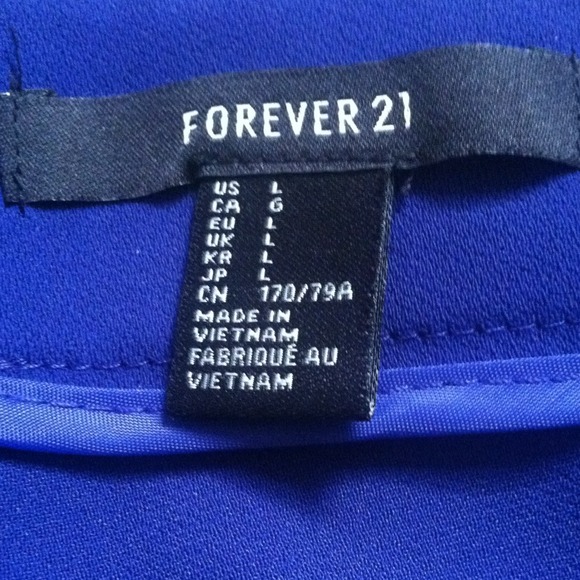 FOREVER 21
US L
CA G
EU L
UK L
KR L
JP L
CN 170/79A
MADE IN
VIETNAM
FABRIQUÉ AU
VIETNAM